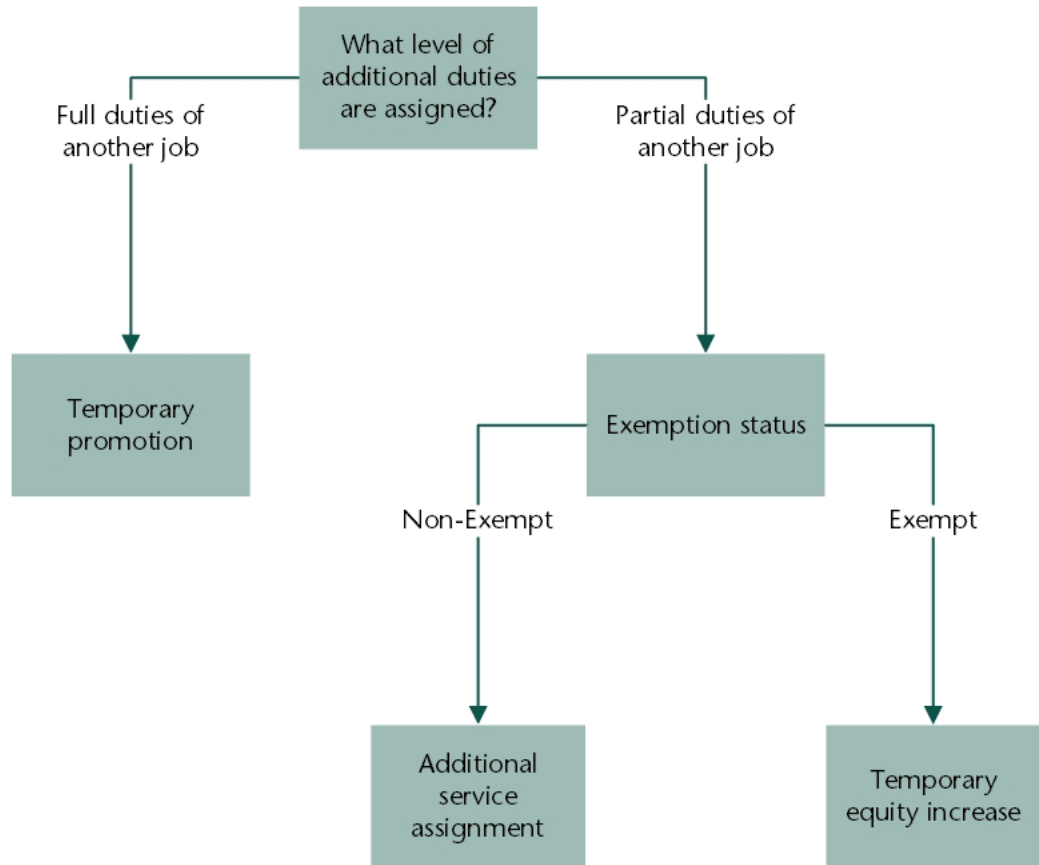 What level of
additional duties
are assigned?
Full duties of
another job
Partial duties of
another job
Temporary
promotion
Exemption status
Non-Exempt
Exempt
Additional
service
assignment
Temporary
equity increase